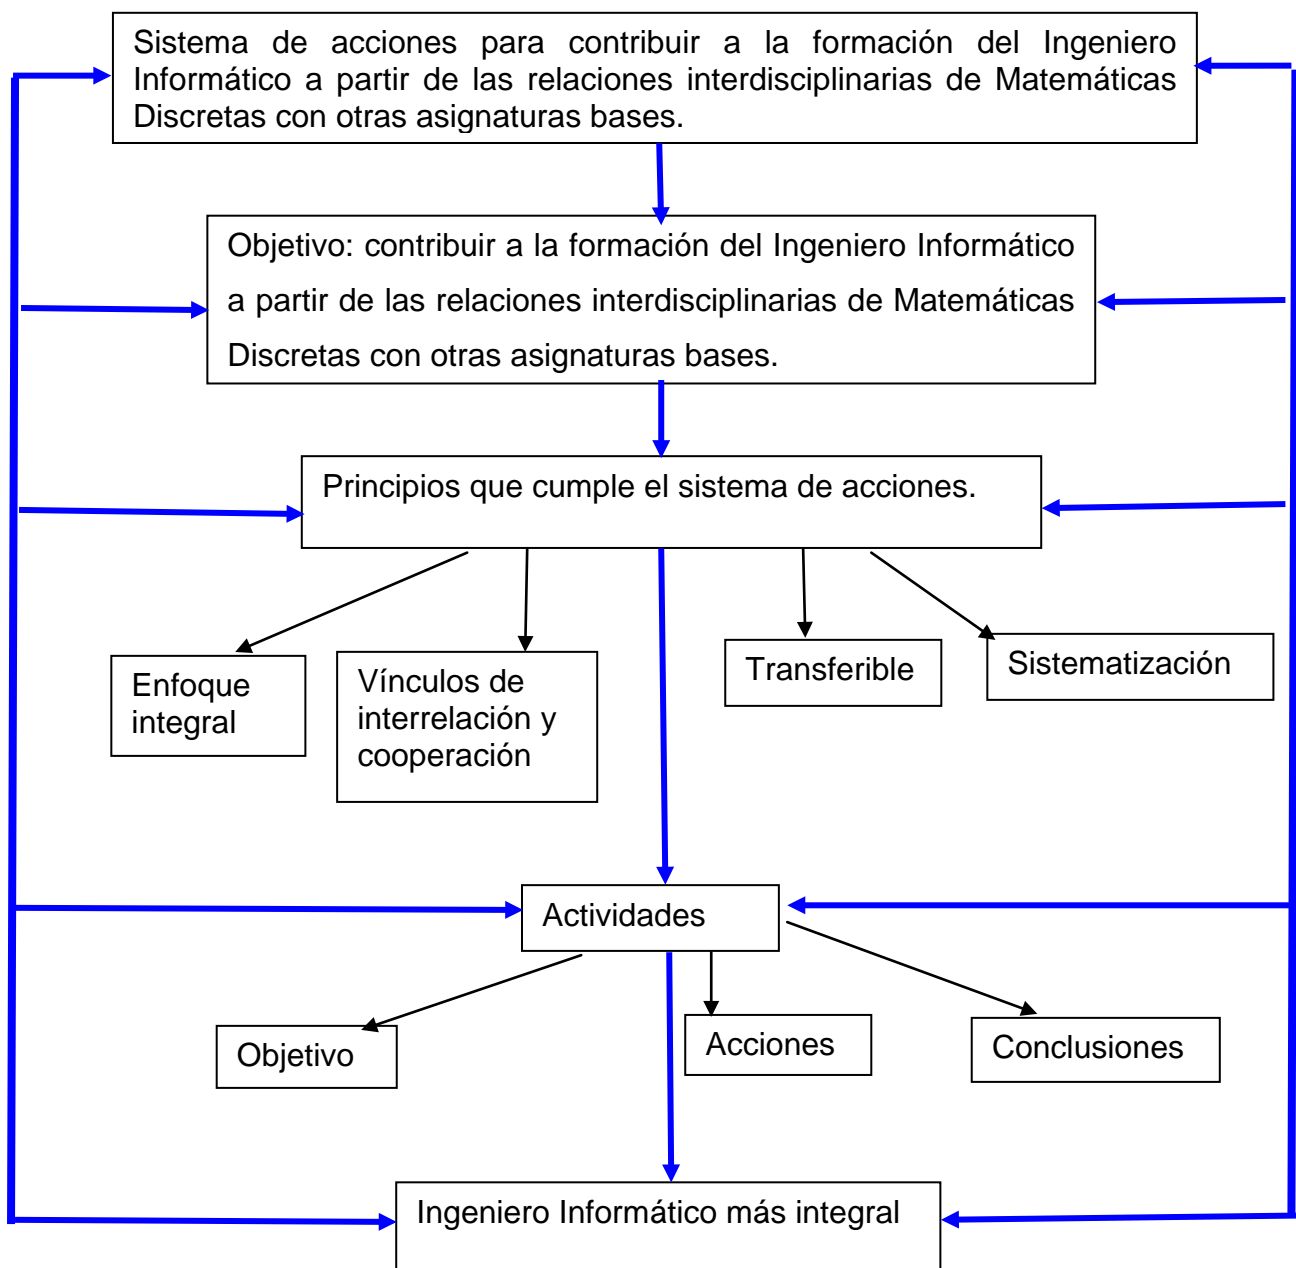 Sistema de acciones para contribuir a la formación del Ingeniero
Informático a partir de las relaciones interdisciplinarias de Matemáticas
Discretas con otras asignaturas bases.
Objetivo: contribuir a la formación del Ingeniero Informático
a partir de las relaciones interdisciplinarias de Matemáticas
Discretas con otras asignaturas bases.
Principios que cumple el sistema de acciones.
Enfoque
integral
Vínculos de
interrelación y
cooperación
Transferible
Sistematización
Actividades
Objetivo
Acciones
Conclusiones
Ingeniero Informático más integral